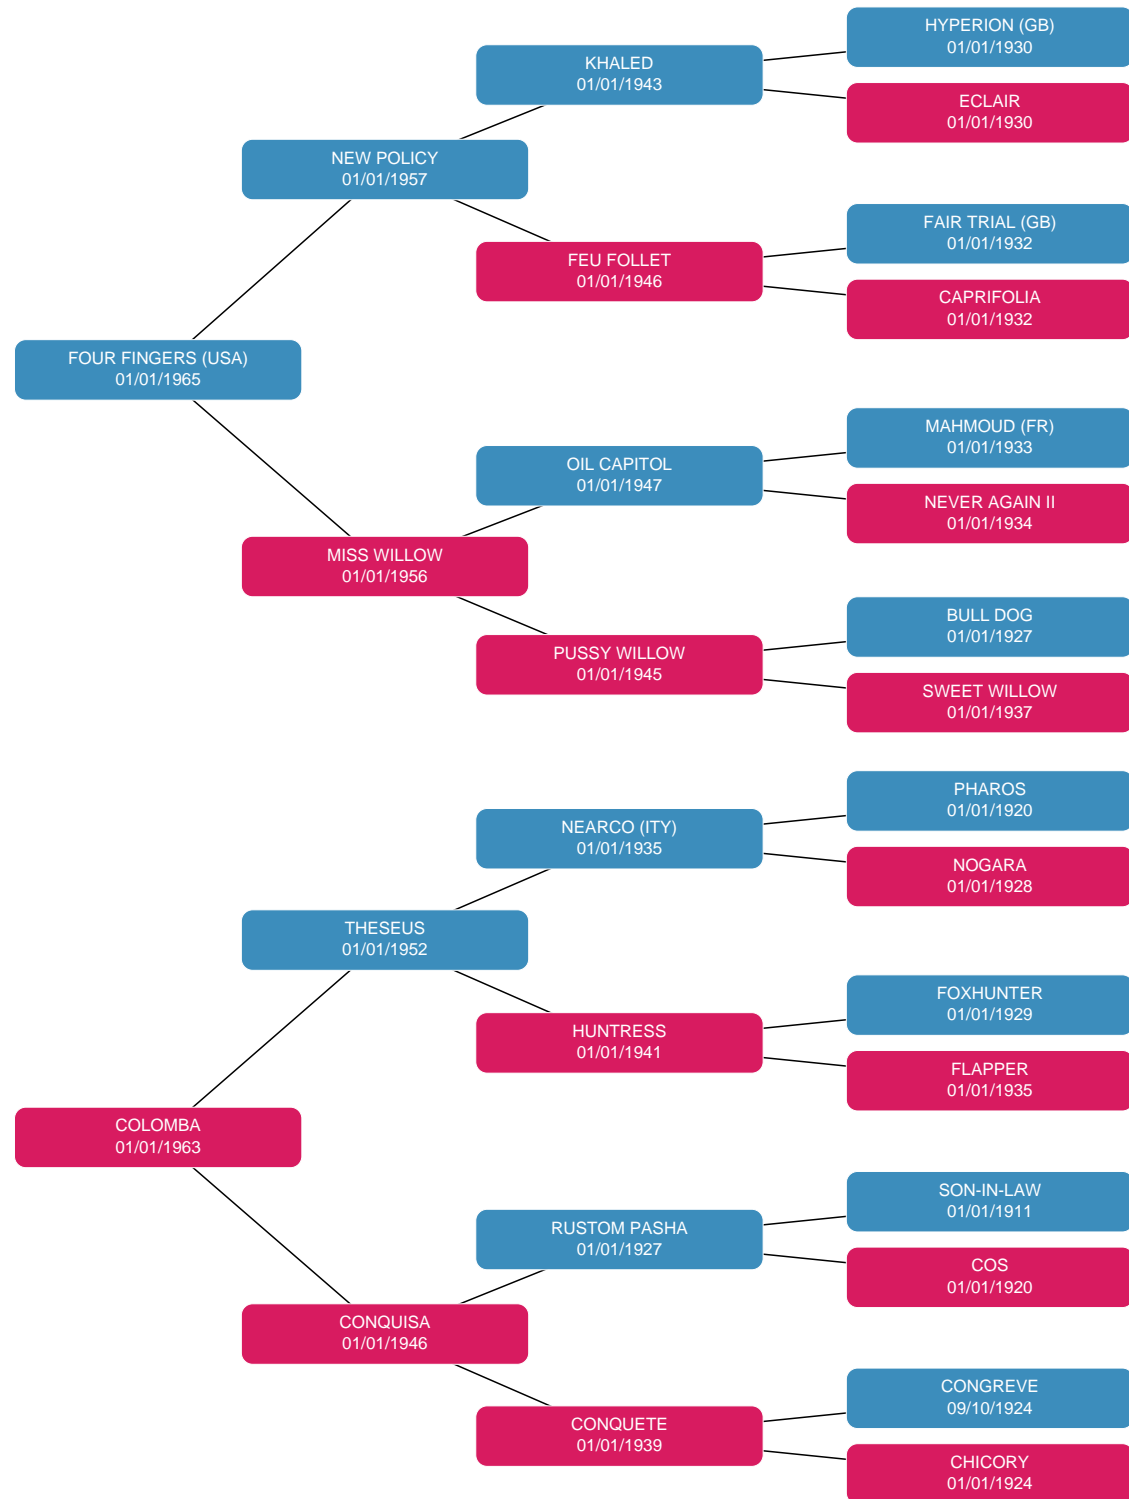 HYPERION (GB)
01/01/1930
KHALED
01/01/1943
ECLAIR
01/01/1930
NEW POLICY
01/01/1957
FAIR TRIAL (GB)
01/01/1932
FEU FOLLET
01/01/1946
CAPRIFOLIA
01/01/1932
FOUR FINGERS (USA)
01/01/1965
MAHMOUD (FR)
01/01/1933
OIL CAPITOL
01/01/1947
NEVER AGAIN II
01/01/1934
MISS WILLOW
01/01/1956
BULL DOG
01/01/1927
PUSSY WILLOW
01/01/1945
SWEET WILLOW
01/01/1937
PHAROS
01/01/1920
NEARCO (ITY)
01/01/1935
NOGARA
01/01/1928
THESEUS
01/01/1952
FOXHUNTER
01/01/1929
HUNTRESS
01/01/1941
FLAPPER
01/01/1935
COLOMBA
01/01/1963
SON-IN-LAW
01/01/1911
RUSTOM PASHA
01/01/1927
COS
01/01/1920
CONQUISA
01/01/1946
CONGREVE
09/10/1924
CONQUETE
01/01/1939
CHICORY
01/01/1924